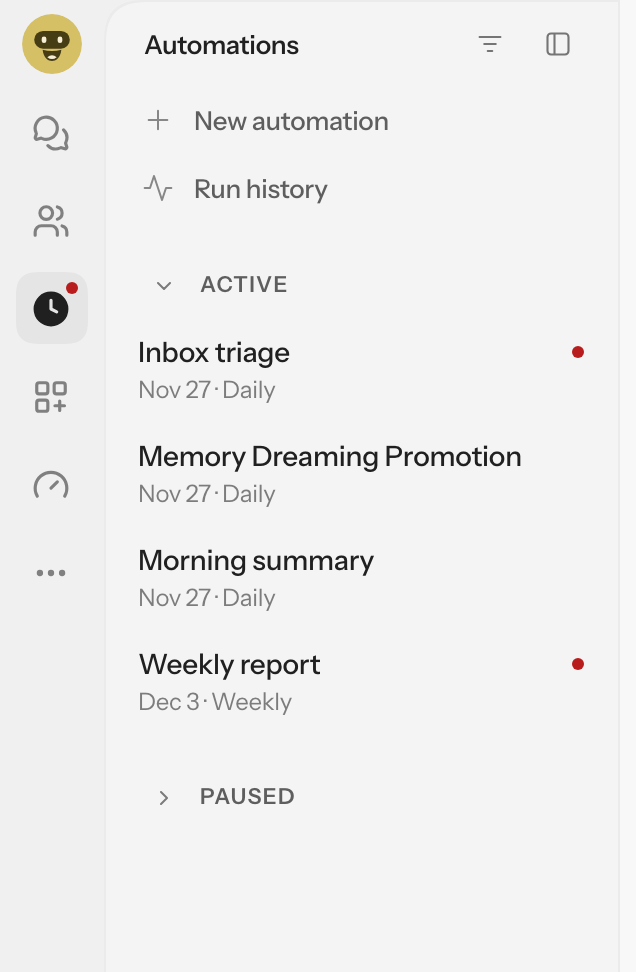 Automations
New automation
Run history
ACTIVE
Inbox triage
Nov 27 · Daily
Memory Dreaming Promotion
Nov 27 · Daily
Morning summary
Nov 27 · Daily
Weekly report
Dec 3 · Weekly
PAUSED